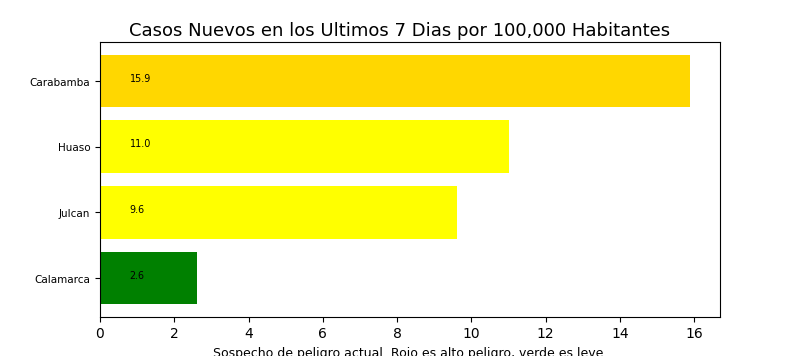 Casos Nuevos en los Ultimos 7 Dias por 100,000 Habitantes
Carabamba 15.9
Huaso 11.0
Julcan 9.6
Calamarca 2.6
0 2 4 6 8 10 12 14 16
Sospecho de peligro actual. Rojo es alto peligro, verde es leve